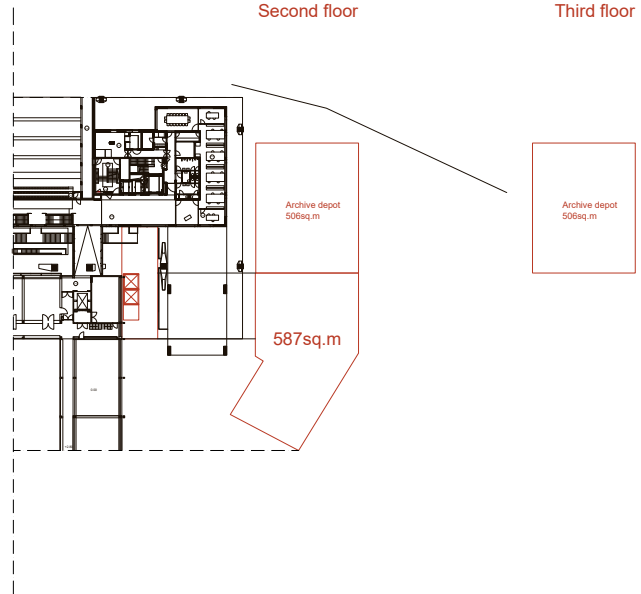 Second floor
Third floor
Archive depot
506sq.m
Archive depot
506sq.m
587sq.m